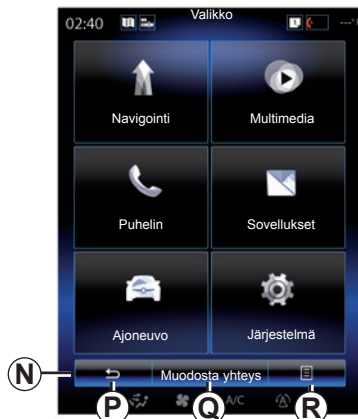 Valikko
02:40
Navigointi Multimedia
Puhelin Sovellukset
Ajoneuvo Järjestelmä
N Muodosta yhteys
P Q A/C R